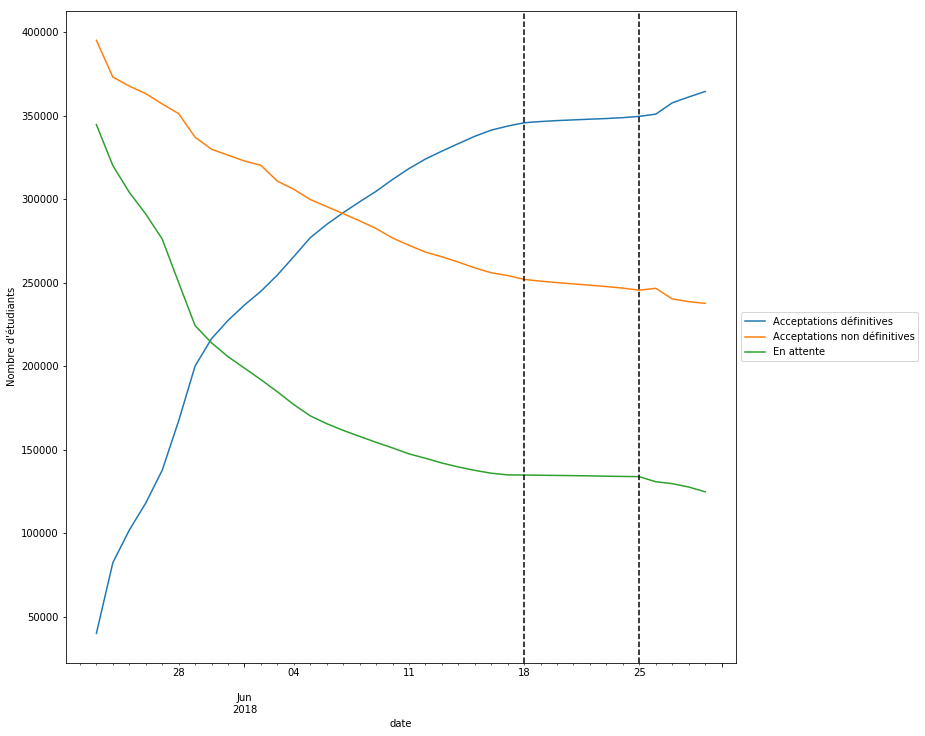 400000
350000
300000
250000
200000
150000
100000
50000
Nombre d'étudiants
28
04
11
18
25
Jun
2018
date
Acceptations définitives
Acceptations non définitives
En attente